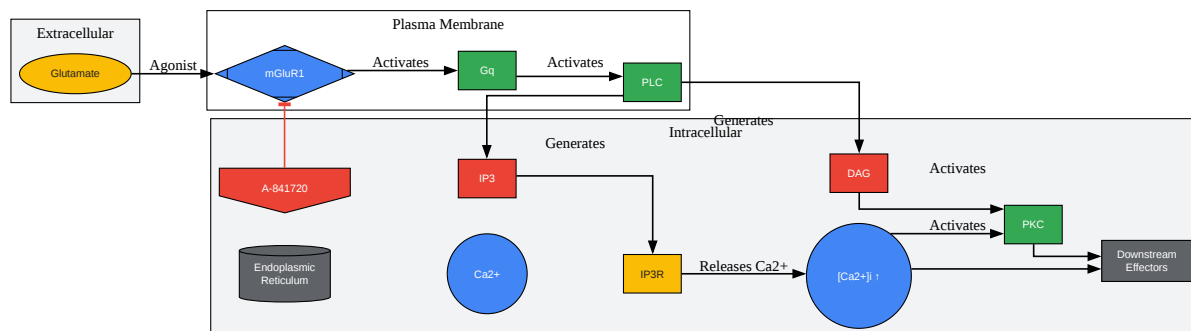 Plasma Membrane
Extracellular
Glutamate
Agonist
mGluR1
Activates
Gq
Activates
PLC
Generates
Intracellular
Generates
A-841720
IP3
DAG
Activates
Activates
PKC
Endoplasmic
Reticulum
Ca2+
IP3R
Releases Ca2+
[Ca2+]i ↑
Downstream
Effectors